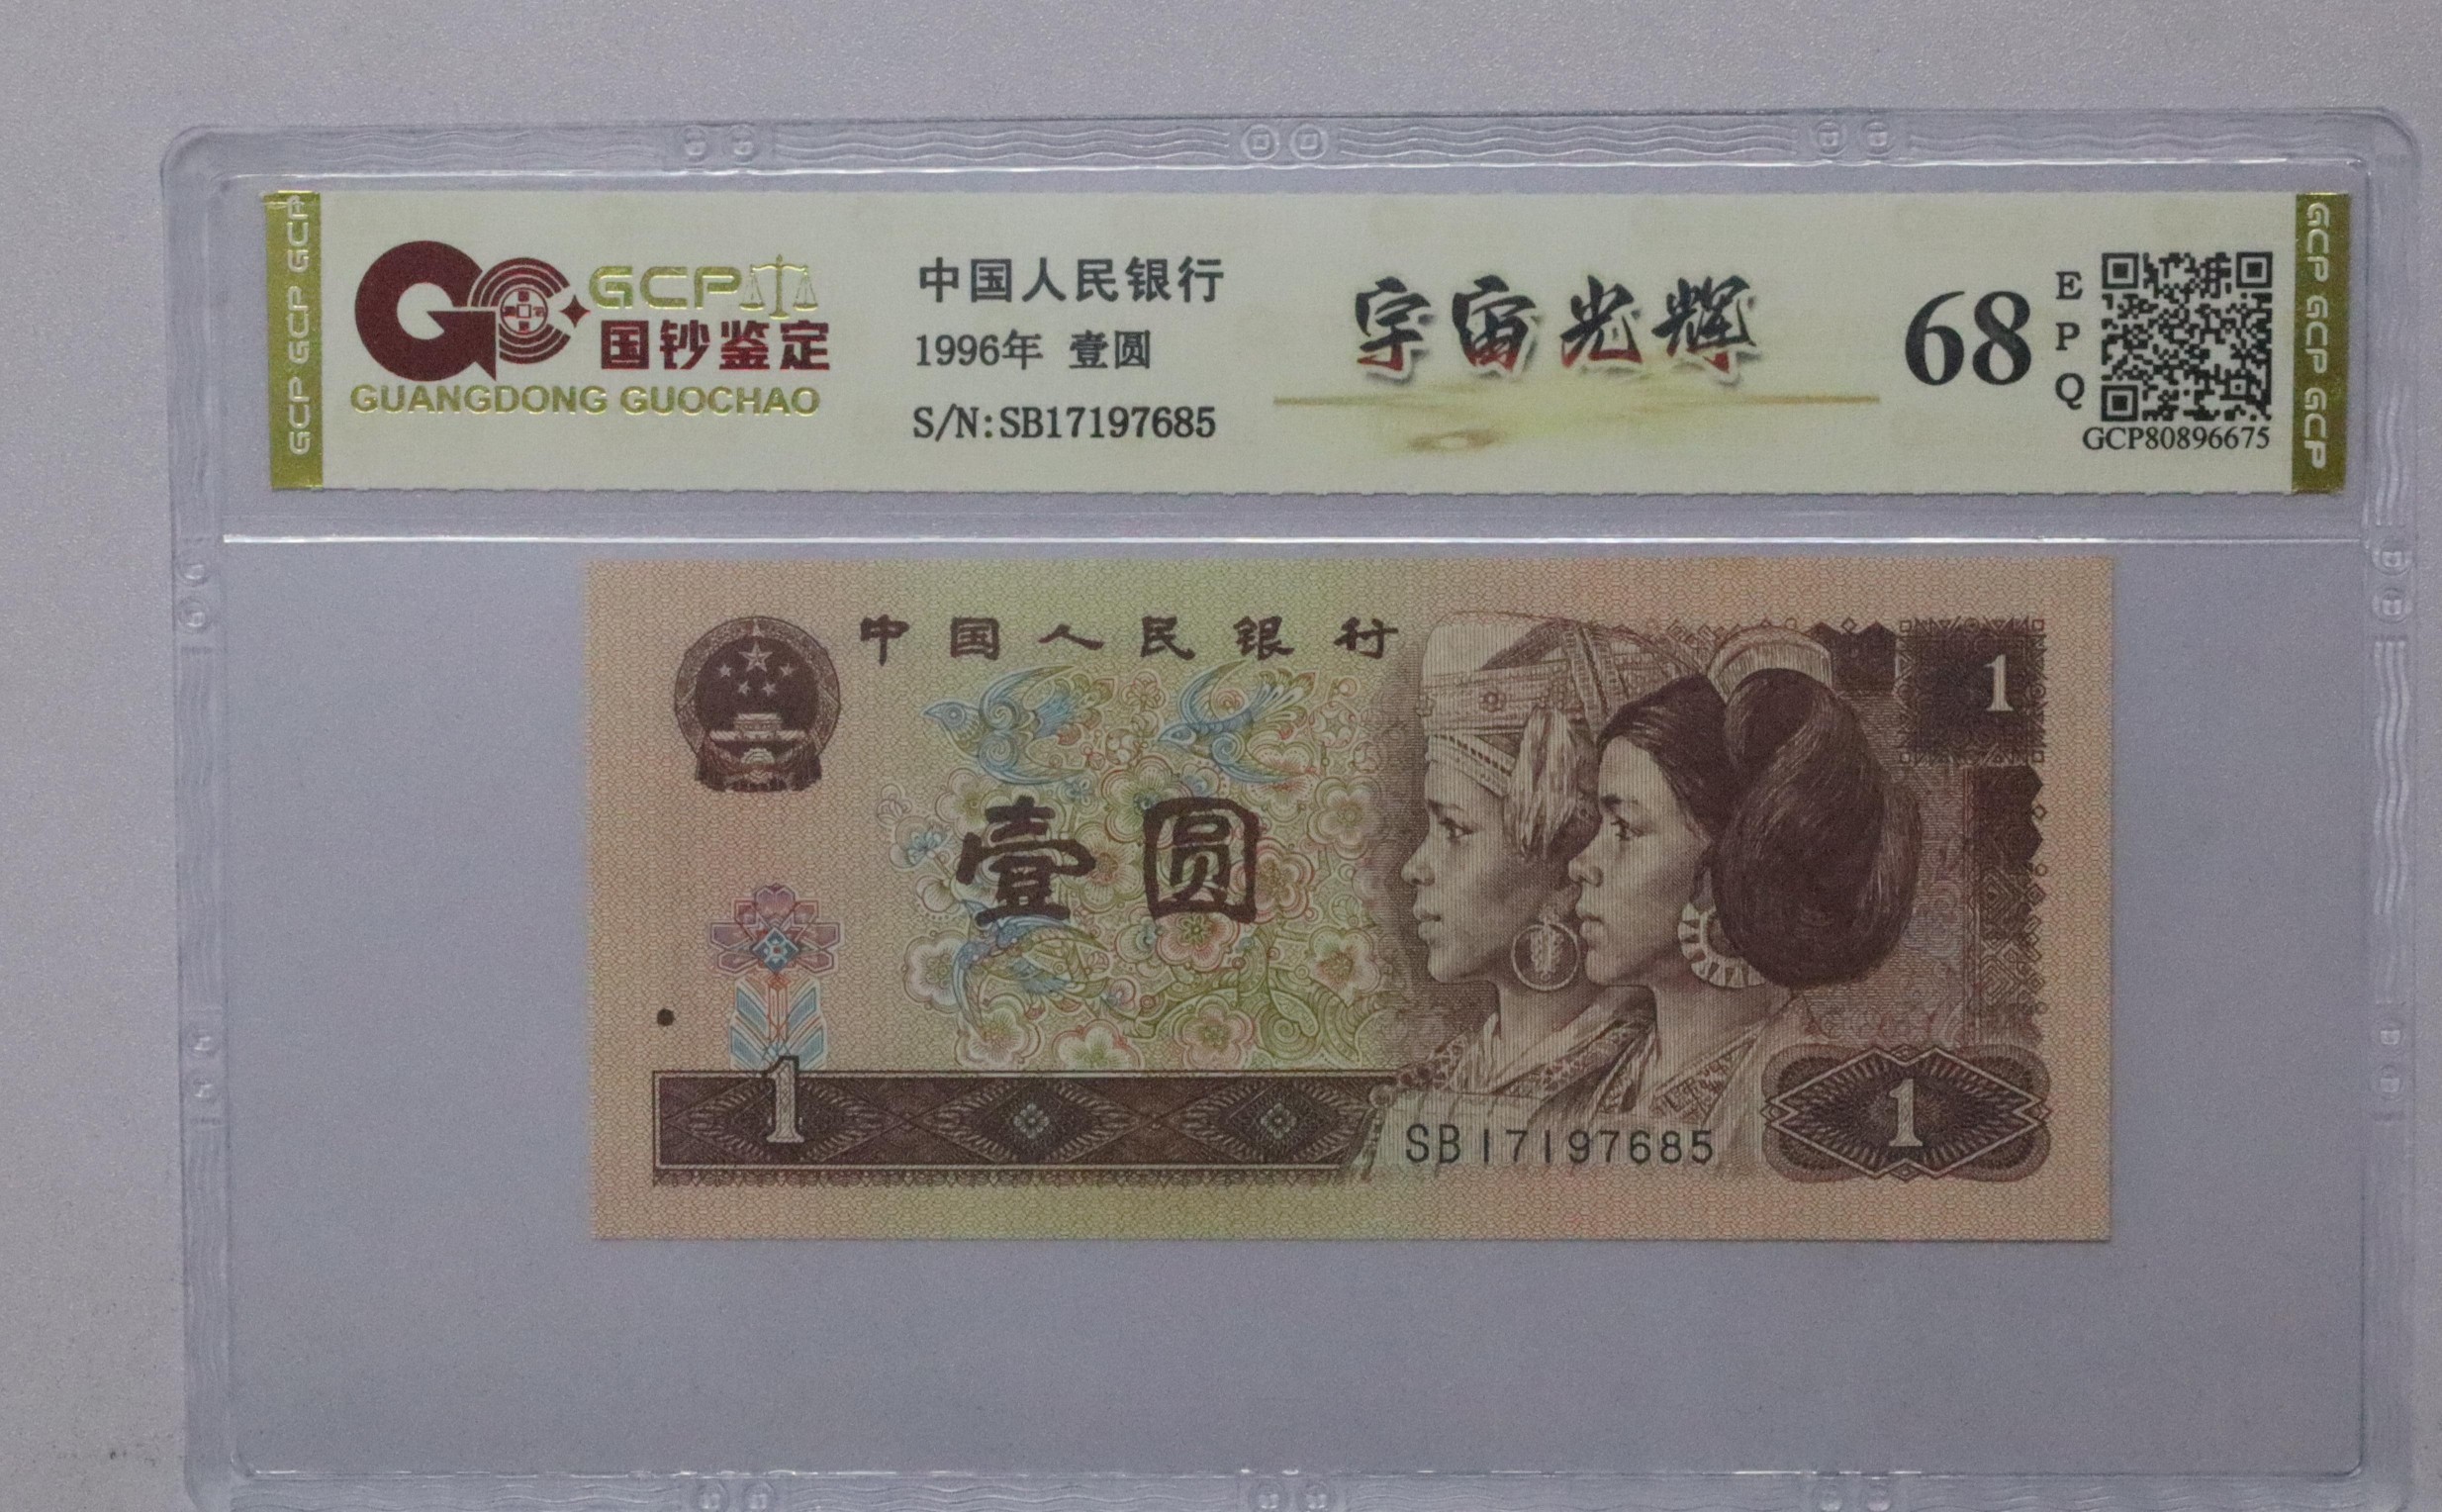 GCP GCP GCP
GCP
国钞鉴定
GUANGDONG GUOCHAO
中国人民银行
1996年 壹圆
S/N:SB17197685
宇宙光辉
68
EPQ
GCP80896675
GCP GCP GCP
中国人民银行
1
壹圆
1
SB17197685
1